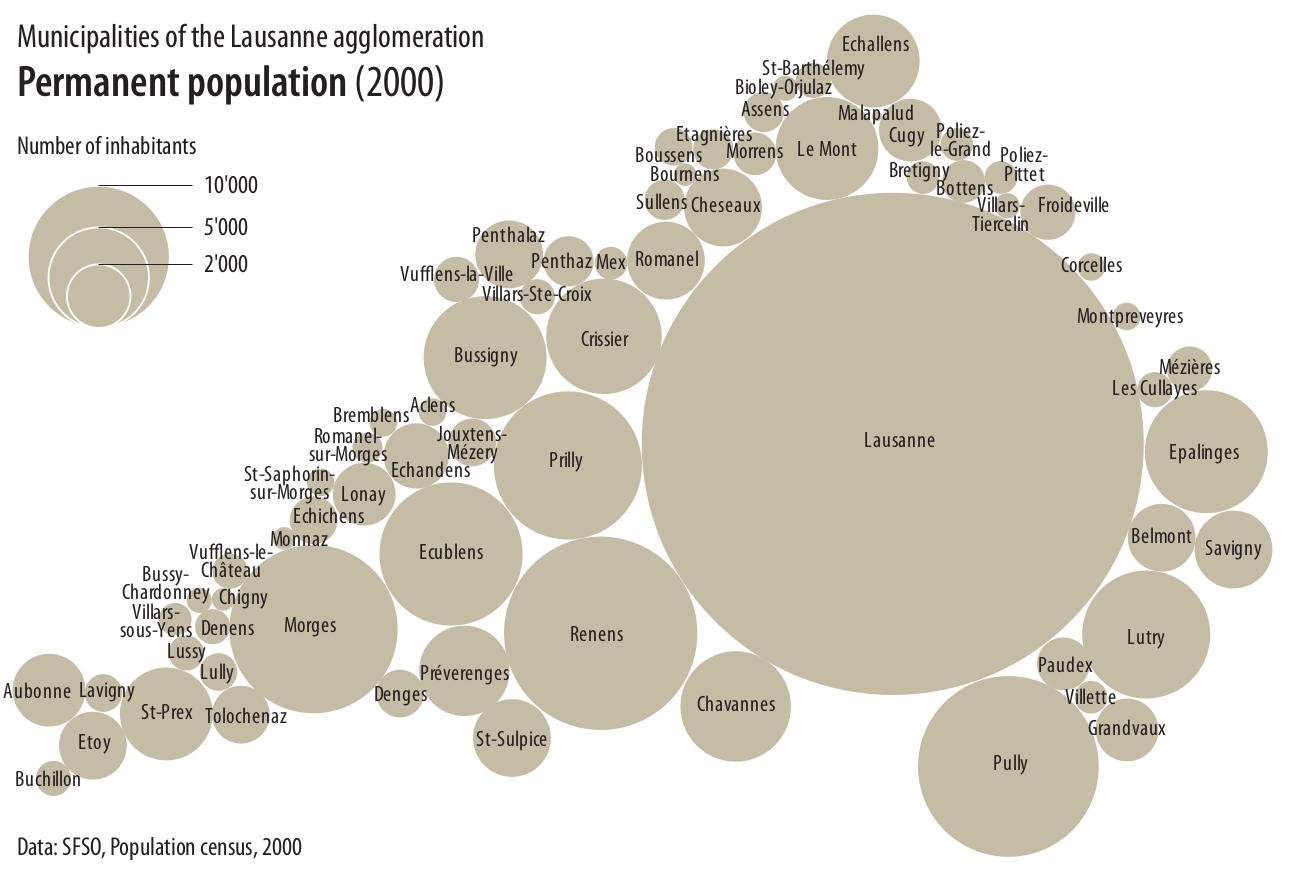 Municipalities of the Lausanne agglomeration
Permanent population (2000)
Number of inhabitants
10'000
5'000
2'000
Echallens
St-Barthélemy
Bioley-Orjulaz
Assens
Malapalud
Cugy
Poliez-
le-Grand
Etagnières
Boussens
Morrens
Le Mont
Bournens
Bretigny
Bottens
Poliez-
Pittet
Sullens
Cheseaux
Villars-
Tiercelin
Froideville
Penthalaz
Penthaz
Mex
Romanel
Corcelles
Vufflens-la-Ville
Villars-Ste-Croix
Montpreveyres
Bussigny
Crissier
Mézières
Les Cullayes
Aclens
Bremblens
Romanel-
sur-Morges
Jouxtens-
Mézery
Echandens
Prilly
Lausanne
Epalinges
St-Saphorin-
sur-Morges
Lonay
Echichens
Monnaz
Ecublens
Belmont
Savigny
Vufflens-le-
Château
Bussy-
Chardonney
Chigny
Villars-
sous-Yens
Denens
Morges
Renens
Lutry
Lussy
Lully
Préverenges
Denges
Paudex
Aubonne
Lavigny
St-Prex
Tolochenaz
Chavannes
Villette
Grandvaux
Etoy
St-Sulpice
Pully
Buchillon
Data: SFSO, Population census, 2000